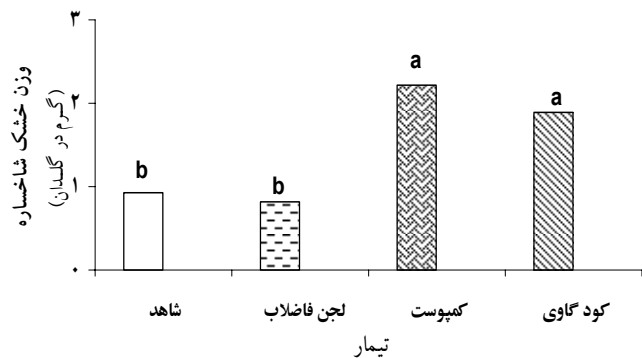 وزن خشک شاخساره
(گرم در گلدان)
۳
۲
۱
۰
b
b
a
a
شاهد
لجن فاضلاب
کمپوست
کود گاوی
تیمار